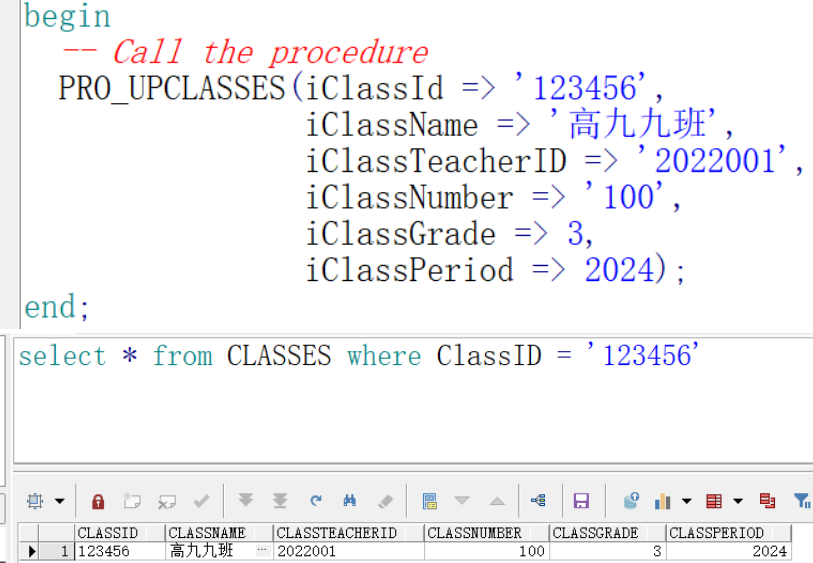 begin
-- Call the procedure
PRO_UPCLASSES(iClassId => '123456',
iClassName => '高九九班',
iClassTeacherID => '2022001',
iClassNumber => '100',
iClassGrade => 3,
iClassPeriod => 2024);
end;
select * from CLASSES where ClassID = '123456'
CLASSID CLASSNAME CLASSTEACHERID CLASSNUMBER CLASSGRADE CLASSPERIOD
1 123456 高九九班 ··· 2022001 100 3 2024